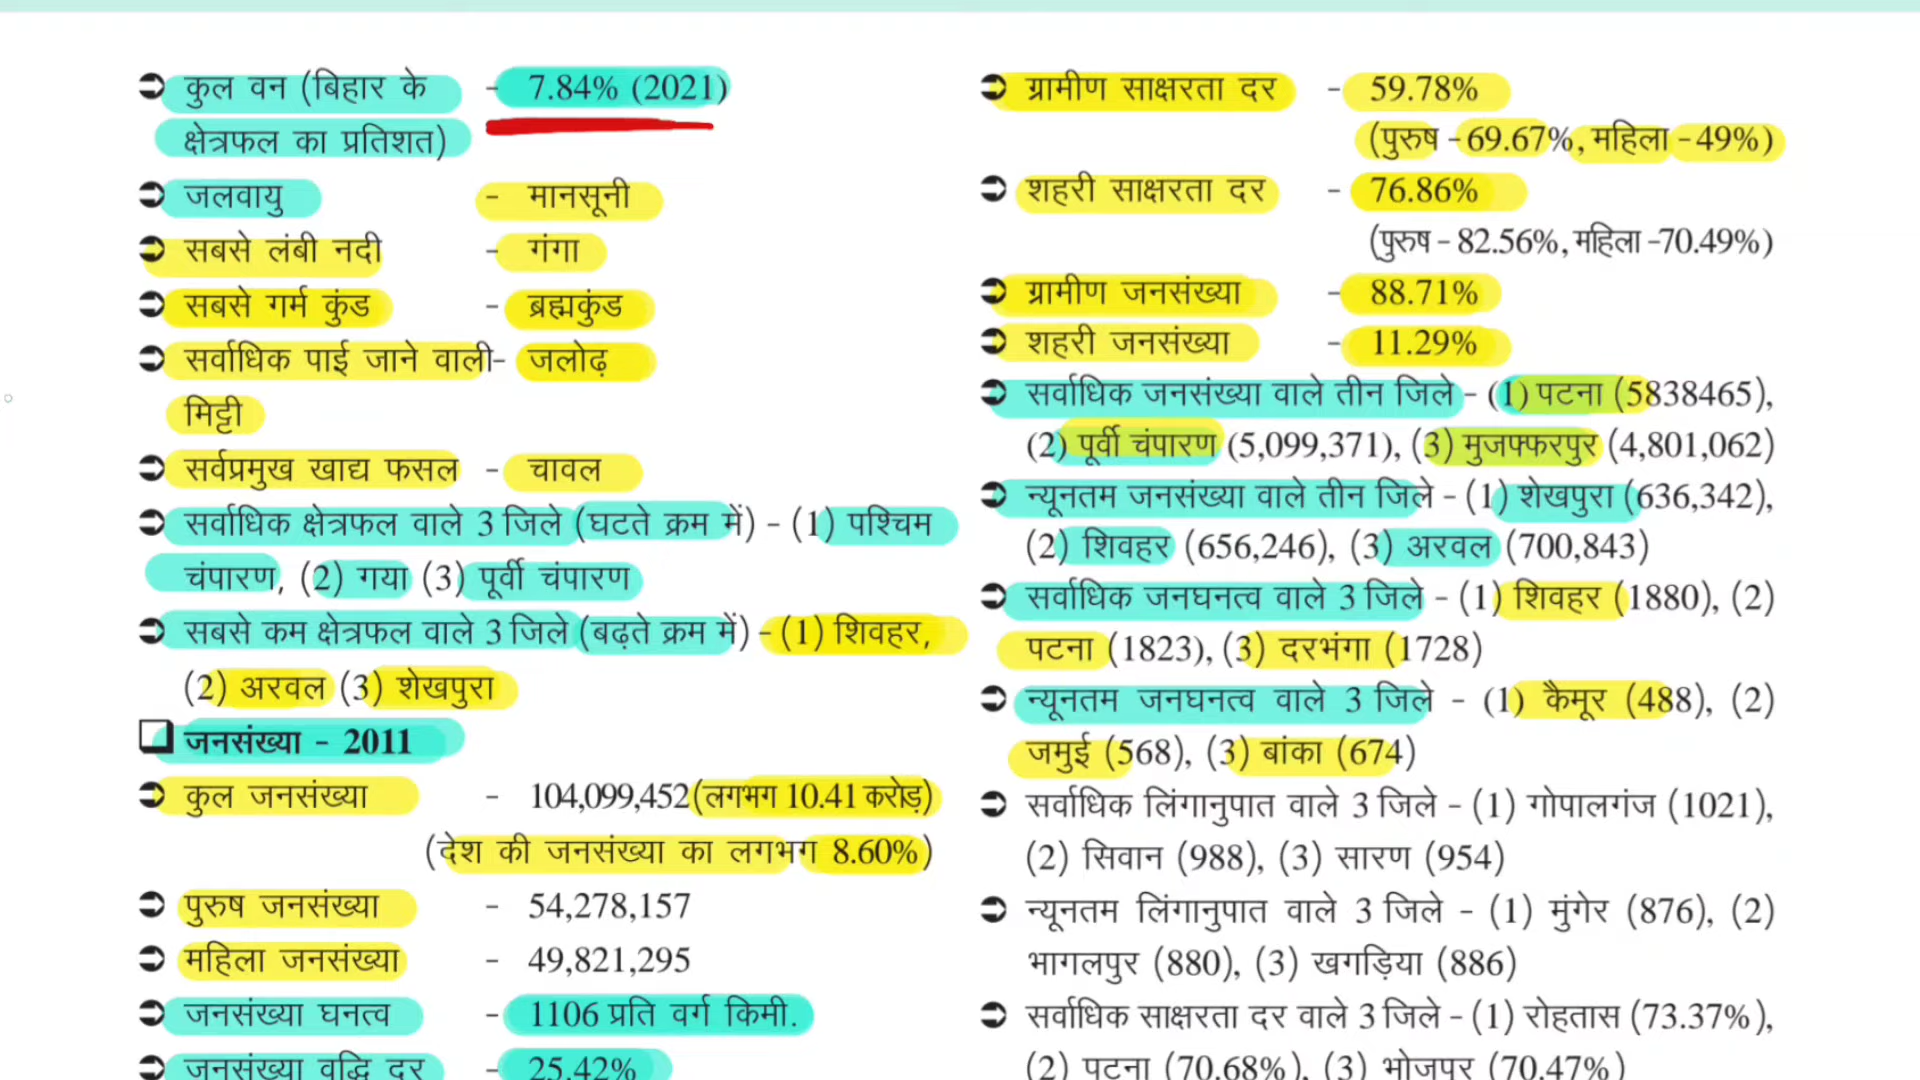 कुल वन (बिहार के - 7.84% (2021)
क्षेत्रफल का प्रतिशत)
जलवायु - मानसूनी
सबसे लंबी नदी - गंगा
सबसे गर्म कुंड - ब्रह्मकुंड
सर्वाधिक पाई जाने वाली- जलोढ़
मिट्टी
सर्वप्रमुख खाद्य फसल - चावल
सर्वाधिक क्षेत्रफल वाले 3 जिले (घटते क्रम में) - (1) पश्चिम
चंपारण, (2) गया (3) पूर्वी चंपारण
सबसे कम क्षेत्रफल वाले 3 जिले (बढ़ते क्रम में) - (1) शिवहर,
(2) अरवल (3) शेखपुरा
जनसंख्या - 2011
कुल जनसंख्या - 104,099,452 (लगभग 10.41 करोड़)
(देश की जनसंख्या का लगभग 8.60%)
पुरुष जनसंख्या - 54,278,157
महिला जनसंख्या - 49,821,295
जनसंख्या घनत्व - 1106 प्रति वर्ग किमी.
जनसंख्या वृद्धि दर - 25.42%
ग्रामीण साक्षरता दर - 59.78%
(पुरुष - 69.67%, महिला - 49%)
शहरी साक्षरता दर - 76.86%
(पुरुष - 82.56%, महिला -70.49%)
ग्रामीण जनसंख्या - 88.71%
शहरी जनसंख्या - 11.29%
सर्वाधिक जनसंख्या वाले तीन जिले - (1) पटना (5838465),
(2) पूर्वी चंपारण (5,099,371), (3) मुजफ्फरपुर (4,801,062)
न्यूनतम जनसंख्या वाले तीन जिले - (1) शेखपुरा (636,342),
(2) शिवहर (656,246), (3) अरवल (700,843)
सर्वाधिक जनघनत्व वाले 3 जिले - (1) शिवहर (1880), (2)
पटना (1823), (3) दरभंगा (1728)
न्यूनतम जनघनत्व वाले 3 जिले - (1) कैमूर (488), (2)
जमुई (568), (3) बांका (674)
सर्वाधिक लिंगानुपात वाले 3 जिले - (1) गोपालगंज (1021),
(2) सिवान (988), (3) सारण (954)
न्यूनतम लिंगानुपात वाले 3 जिले - (1) मुंगेर (876), (2)
भागलपुर (880), (3) खगड़िया (886)
सर्वाधिक साक्षरता दर वाले 3 जिले - (1) रोहतास (73.37%),
(2) पटना (70.68%), (3) भोजपुर (70.47%)